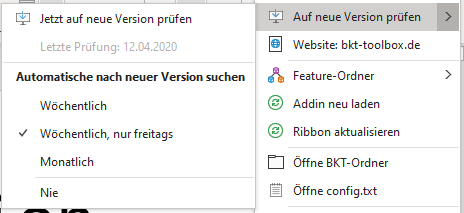 Jetzt auf neue Version prüfen
Letzte Prüfung: 12.04.2020
Automatische nach neuer Version suchen
Wöchentlich
Wöchentlich, nur freitags
Monatlich
Nie
Auf neue Version prüfen
Website: bkt-toolbox.de
Feature-Ordner
Addin neu laden
Ribbon aktualisieren
Öffne BKT-Ordner
Öffne config.txt